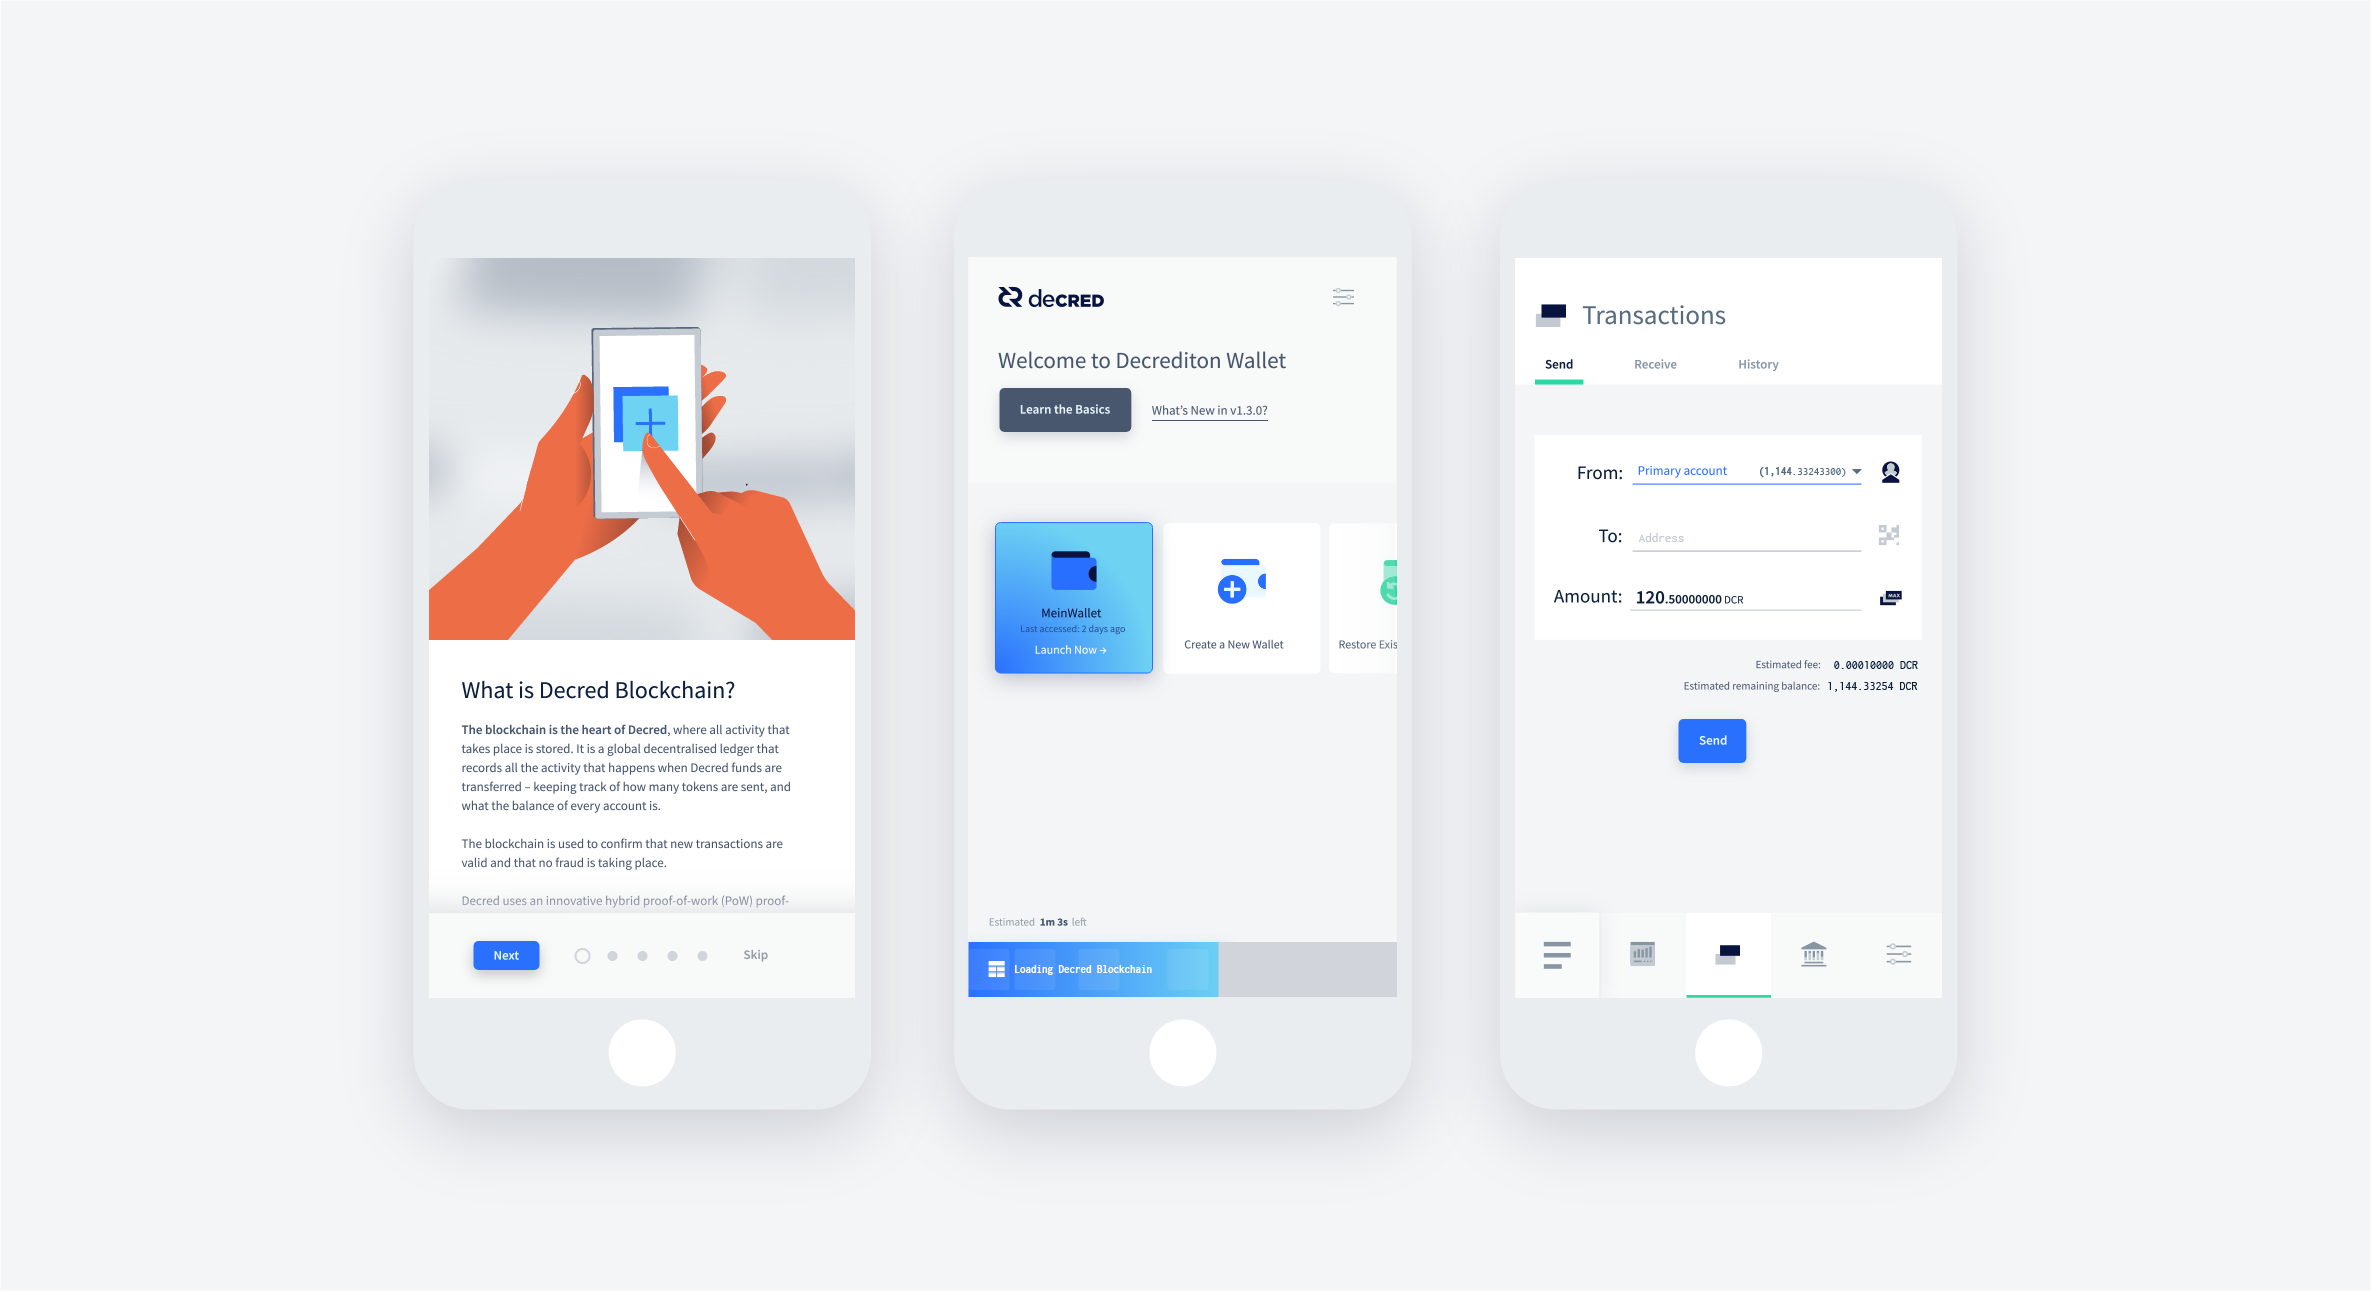 What is Decred Blockchain?
The blockchain is the heart of Decred, where all activity that
takes place is stored. It is a global decentralised ledger that
records all the activity that happens when Decred funds are
transferred – keeping track of how many tokens are sent, and
what the balance of every account is.
The blockchain is used to confirm that new transactions are
valid and that no fraud is taking place.
Decred uses an innovative hybrid proof-of-work (PoW) proof-
Next
Skip
deCRED
Welcome to Decrediton Wallet
Learn the Basics
What's New in v1.3.0?
MeinWallet
Last accessed: 2 days ago
Launch Now →
Create a New Wallet
Restore Exis
Estimated 1m 3s left
Loading Decred Blockchain
Transactions
Send
Receive
History
From: Primary account (1,144.33243300)
To: Address
Amount: 120.50000000 DCR
MAX
Estimated fee: 0.00010000 DCR
Estimated remaining balance: 1,144.33254 DCR
Send